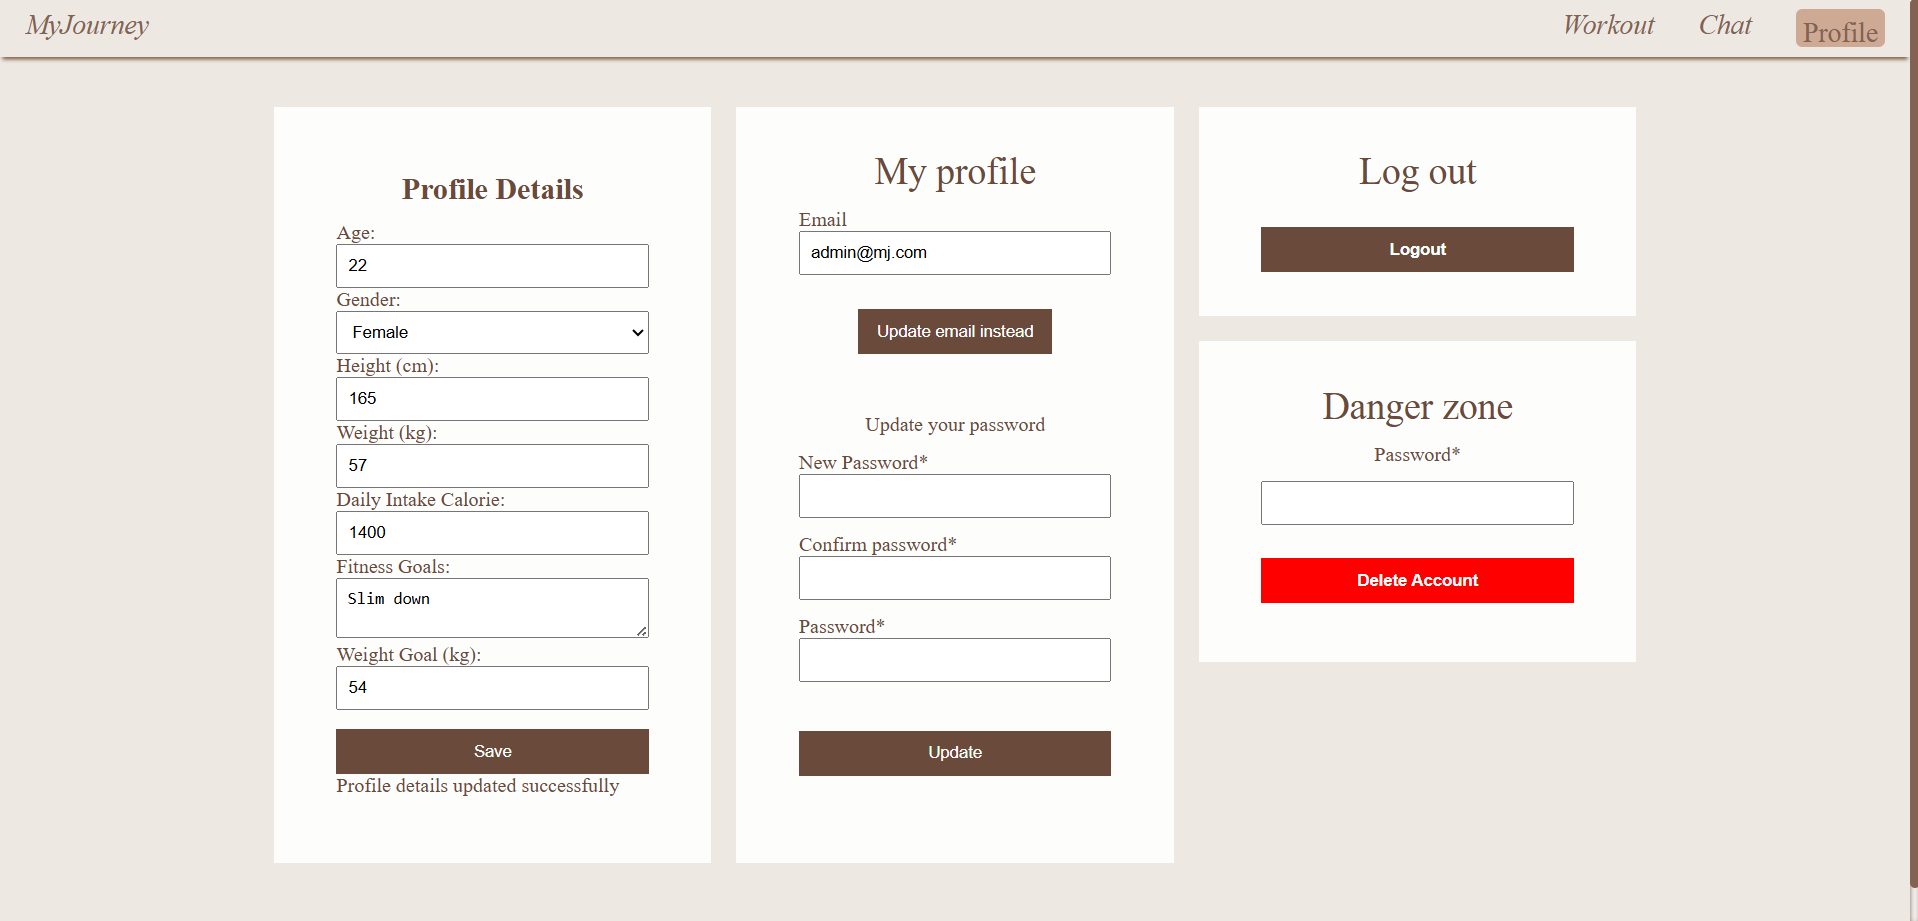 MyJourney
Workout
Chat
Profile
Profile Details
Age:
22
Gender:
Female
Height (cm):
165
Weight (kg):
57
Daily Intake Calorie:
1400
Fitness Goals:
Slim down
Weight Goal (kg):
54
Save
Profile details updated successfully
My profile
Email
admin@mj.com
Update email instead
Update your password
New Password*
Confirm password*
Password*
Update
Log out
Logout
Danger zone
Password*
Delete Account